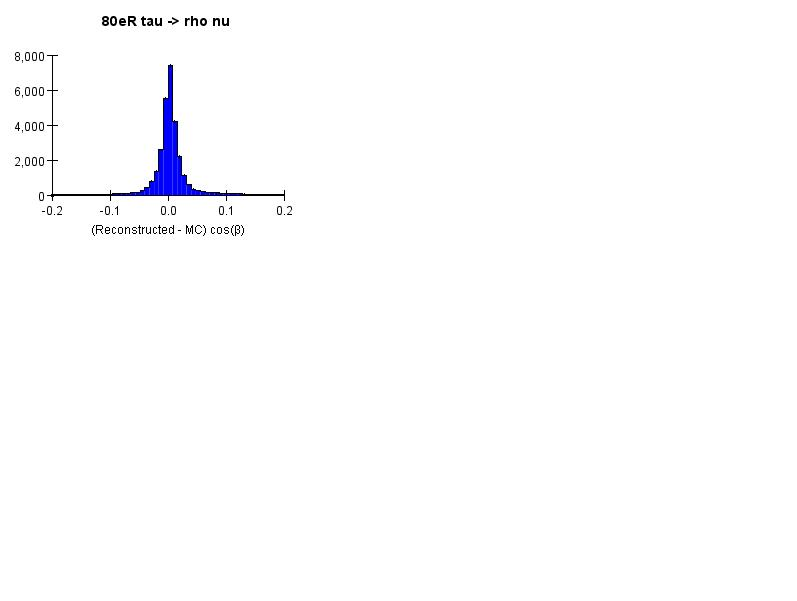 80eR tau -> rho nu
8,000
6,000
4,000
2,000
0
-0.2 -0.1 0.0 0.1 0.2
(Reconstructed - MC) cos(β)